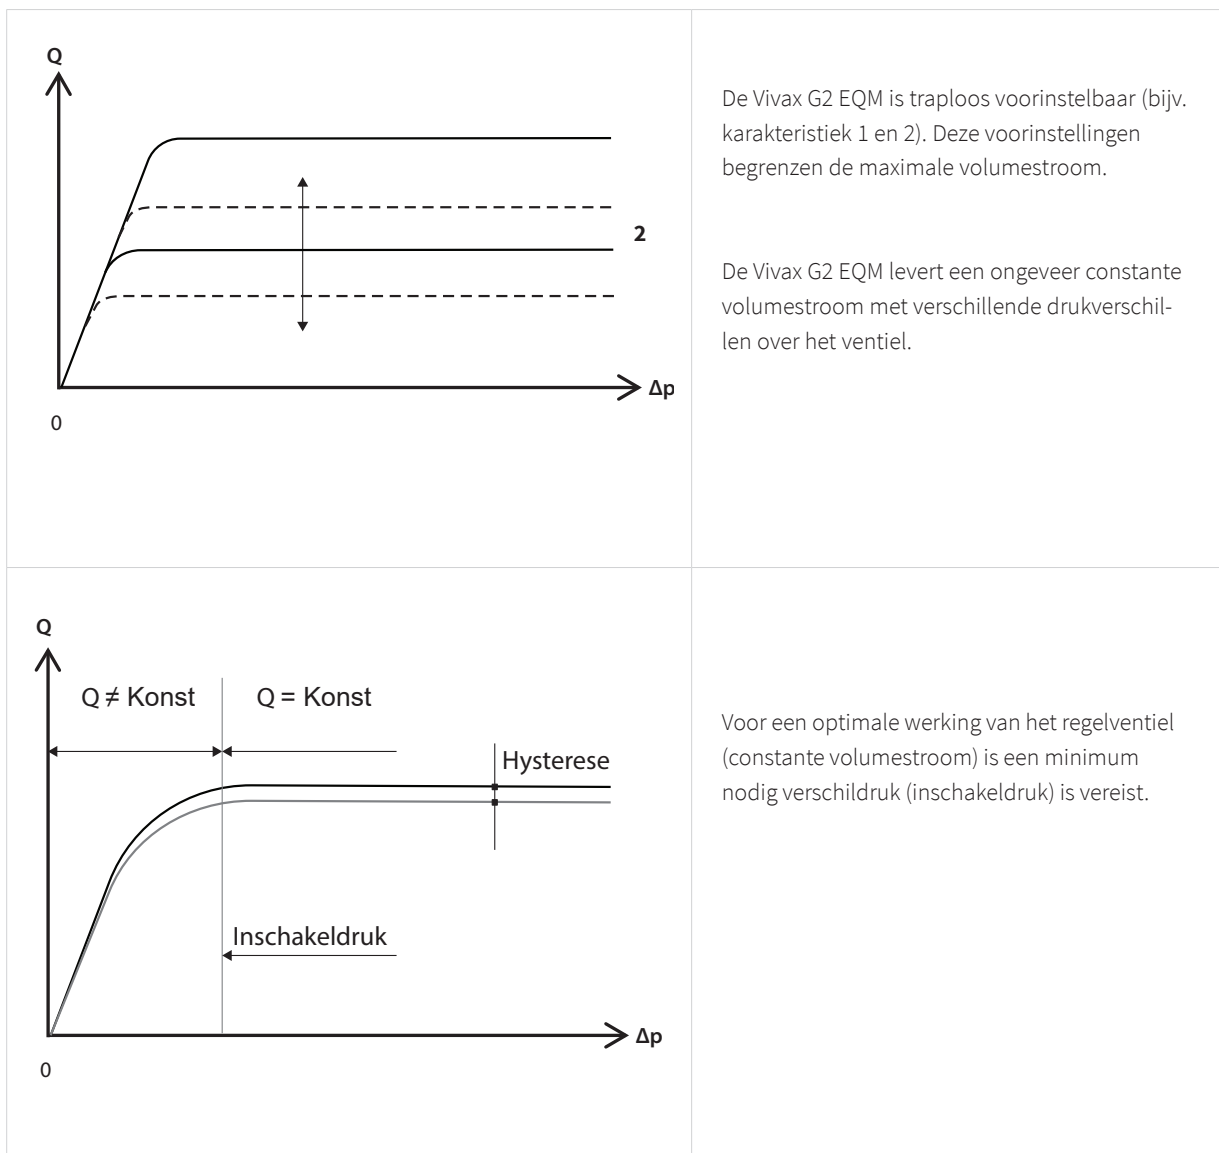 Q
2
Δp
0
De Vivax G2 EQM is traploos voorinstelbaar (bijv.
karakteristiek 1 en 2). Deze voorinstellingen
begrenzen de maximale volumestroom.
De Vivax G2 EQM levert een ongeveer constante
volumestroom met verschillende drukverschil-
len over het ventiel.
Q
Q ≠ Konst
Q = Konst
Hysterese
Inschakeldruk
Δp
0
Voor een optimale werking van het regelventiel
(constante volumestroom) is een minimum
nodig verschildruk (inschakeldruk) is vereist.